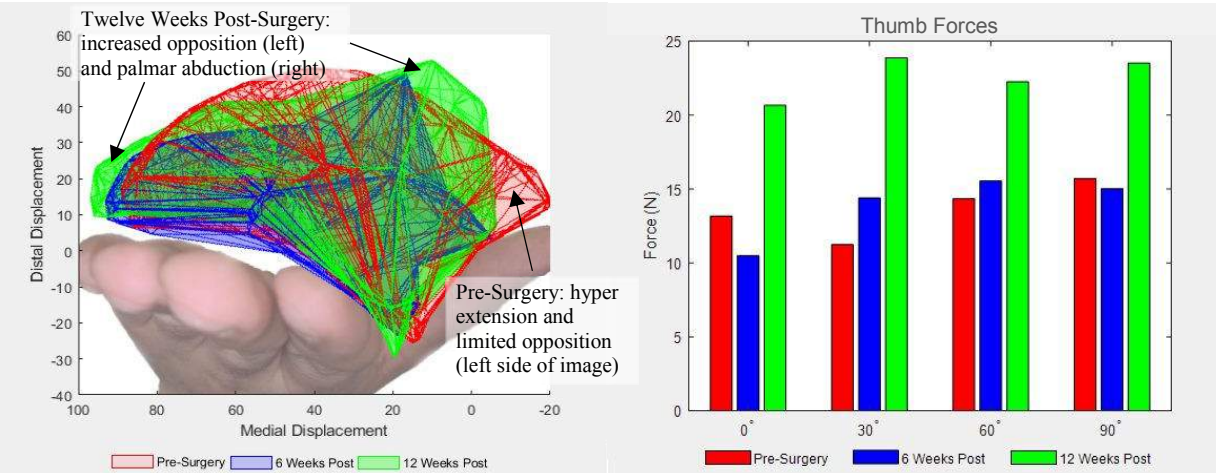 Twelve Weeks Post-Surgery:
increased opposition (left)
and palmar abduction (right)
60
50
40
30
20
10
0
-10
-20
-30
-40
Distal Displacement
100
80
60
40
20
0
-20
Medial Displacement
Pre-Surgery: hyper
extension and
limited opposition
(left side of image)
Pre-Surgery 6 Weeks Post 12 Weeks Post
Thumb Forces
25
20
15
10
5
0
Force (N)
0° 30° 60° 90°
Pre-Surgery 6 Weeks Post 12 Weeks Post